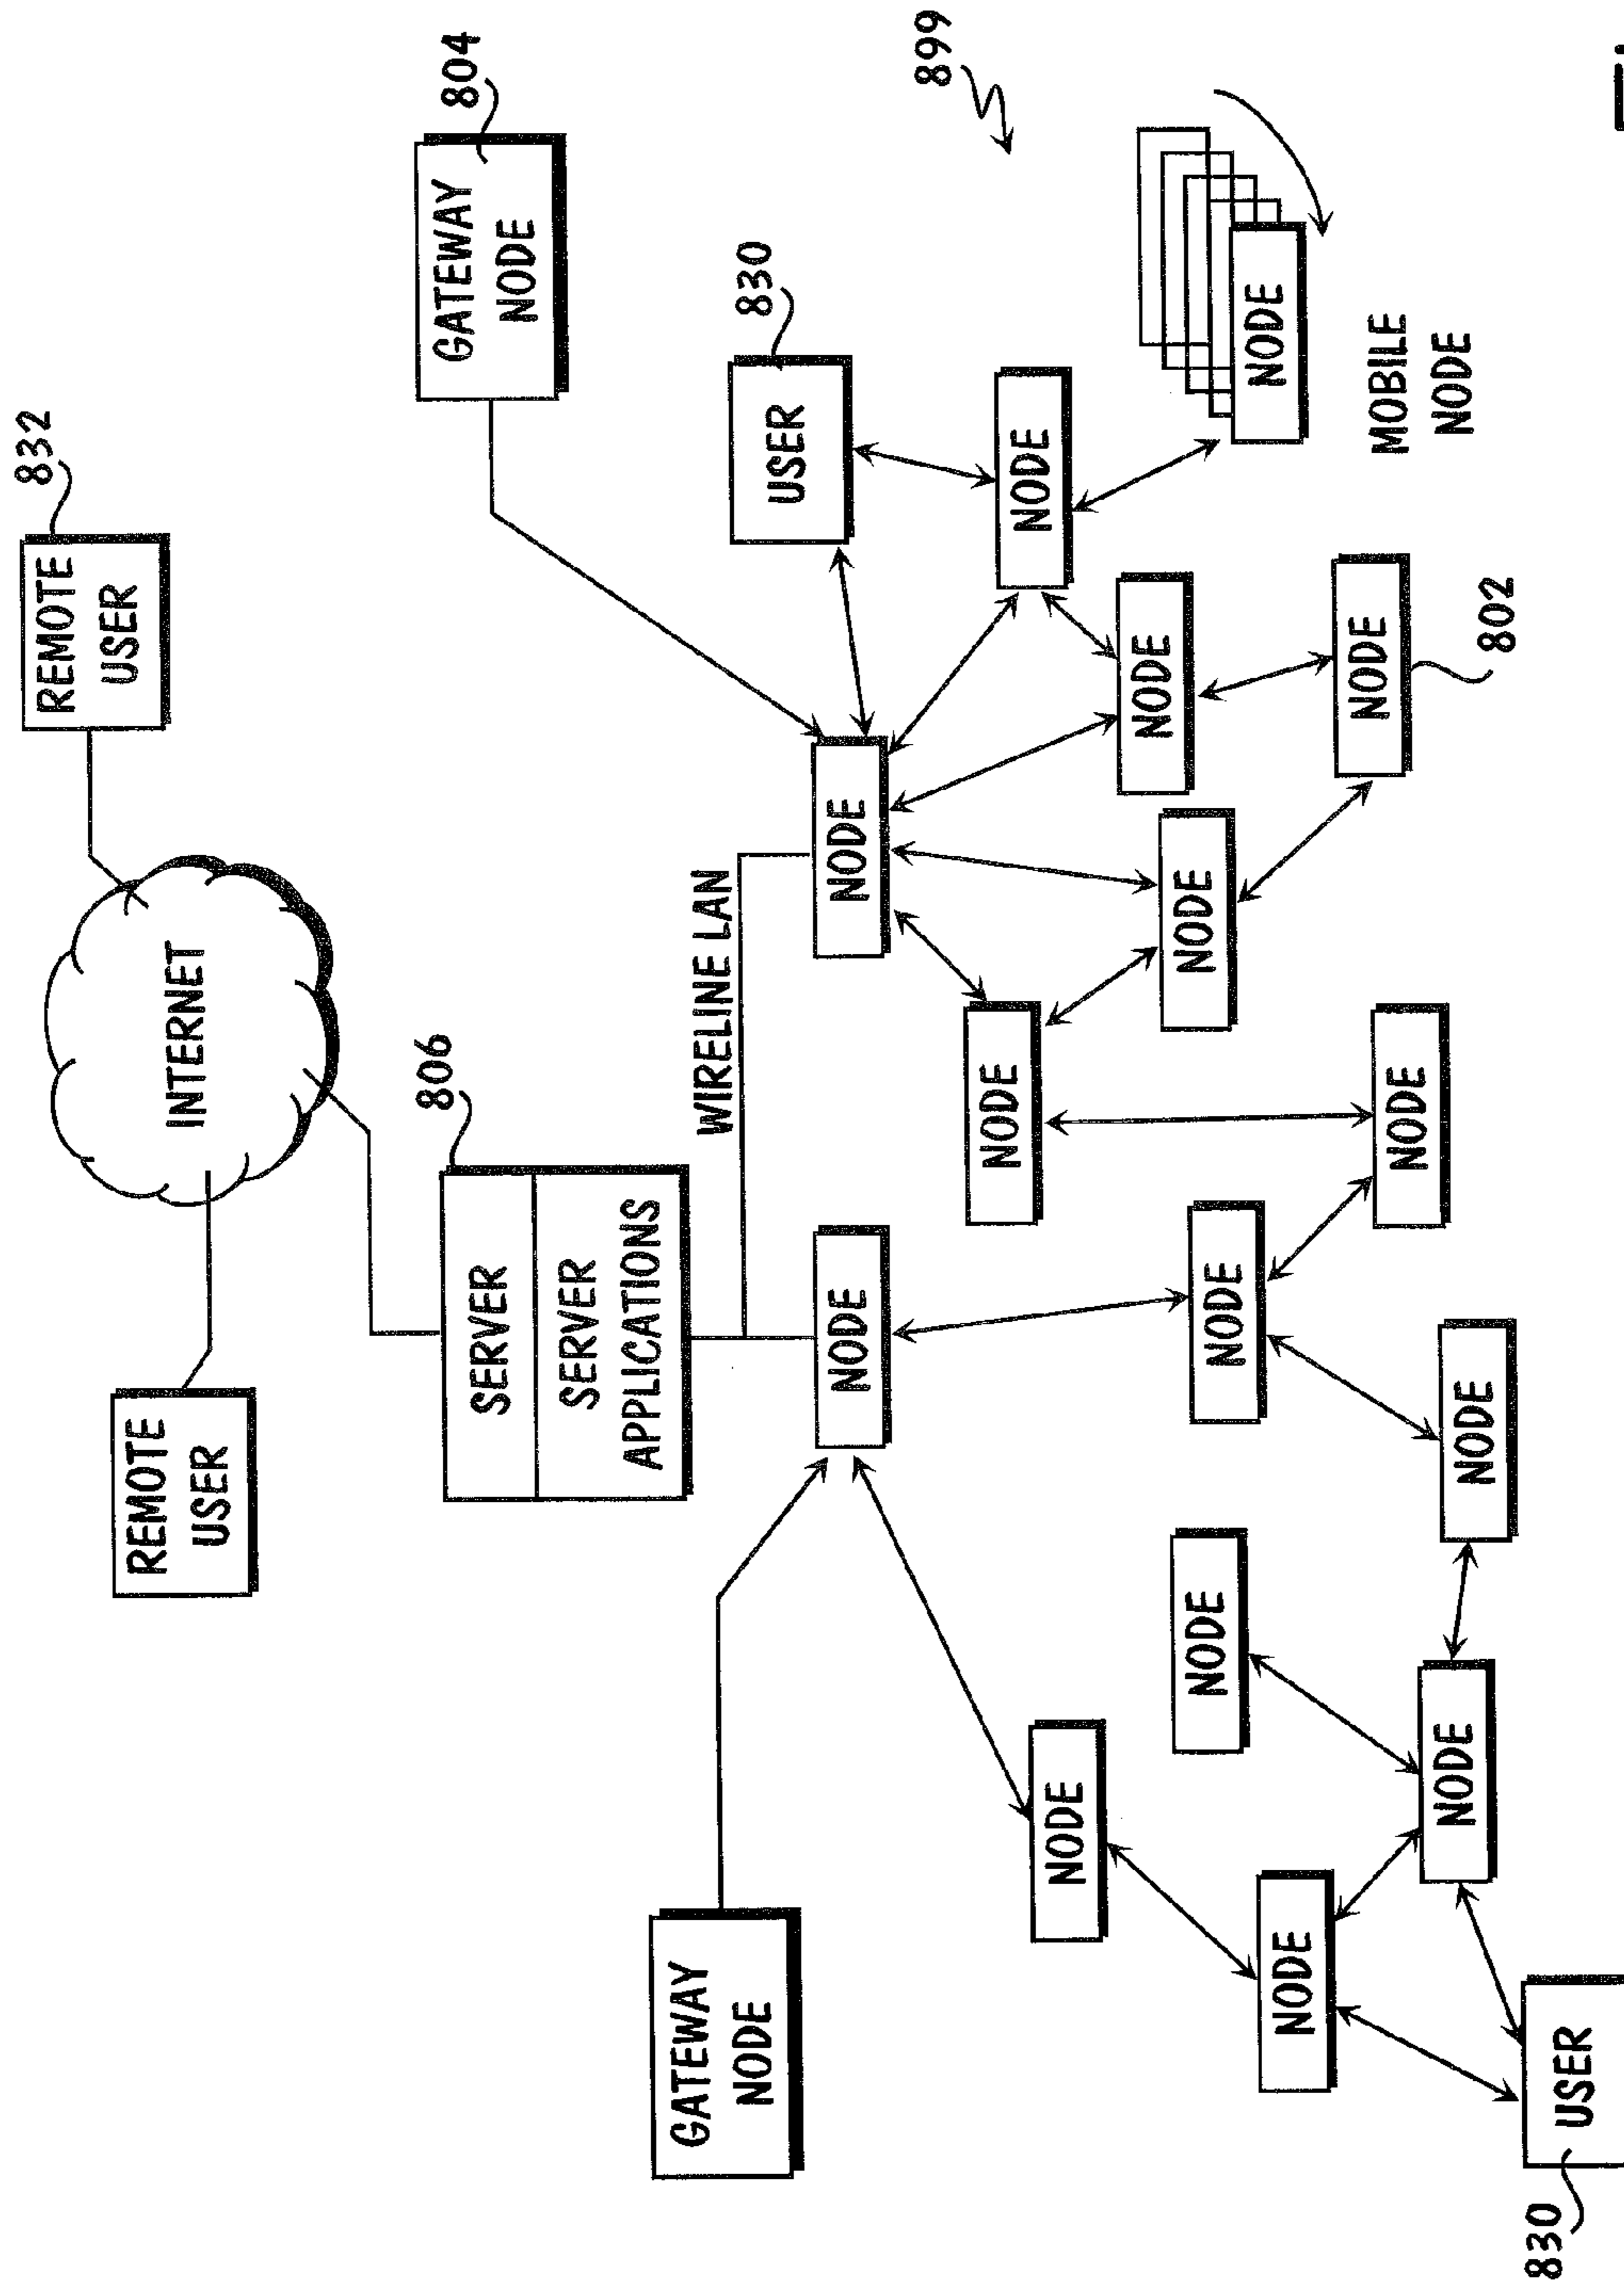 832
REMOTE
USER
REMOTE
USER
INTERNET
804
GATEWAY
NODE
806
SERVER
SERVER
APPLICATIONS
WIRELINE LAN
GATEWAY
NODE
830
USER
NODE
NODE
899
NODE
NODE
NODE
NODE
NODE
NODE
NODE
NODE
MOBILE
NODE
NODE
NODE
802
NODE
NODE
NODE
830
USER